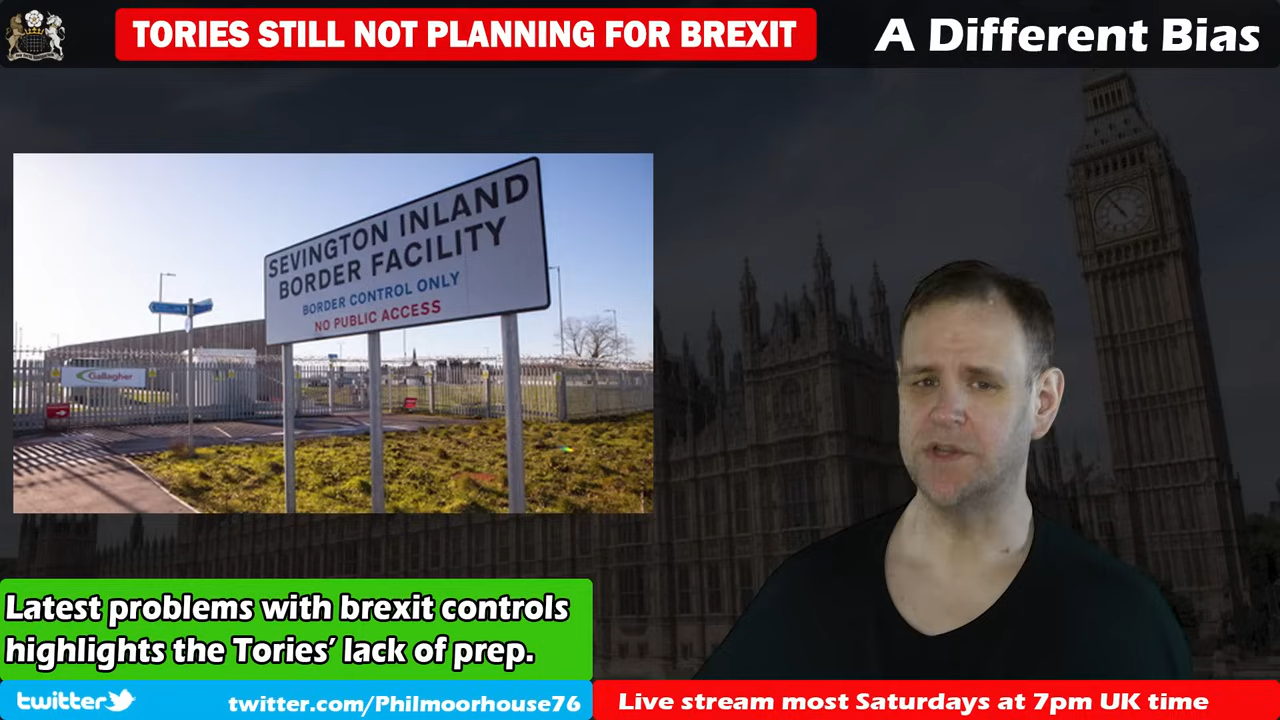 TORIES STILL NOT PLANNING FOR BREXIT
A Different Bias
SEVINGTON INLAND
BORDER FACILITY
BORDER CONTROL ONLY
NO PUBLIC ACCESS
Gallagher
Latest problems with brexit controls
highlights the Tories’ lack of prep.
twitter
twitter.com/Philmoorhouse76
Live stream most Saturdays at 7pm UK time